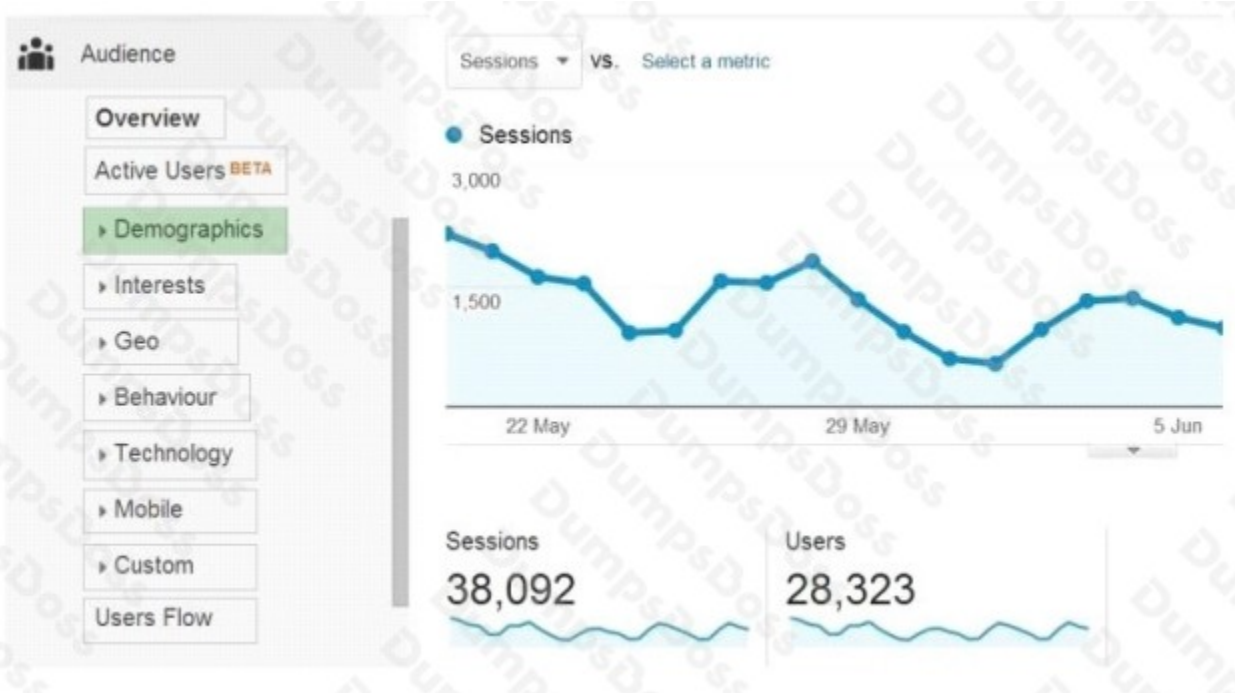 Audience
Overview
Active Users BETA
Demographics
Interests
Geo
Behaviour
Technology
Mobile
Custom
Users Flow
Sessions VS. Select a metric
Sessions
3,000
1,500
22 May 29 May 5 Jun
Sessions Users
38,092 28,323
DumpsDoss